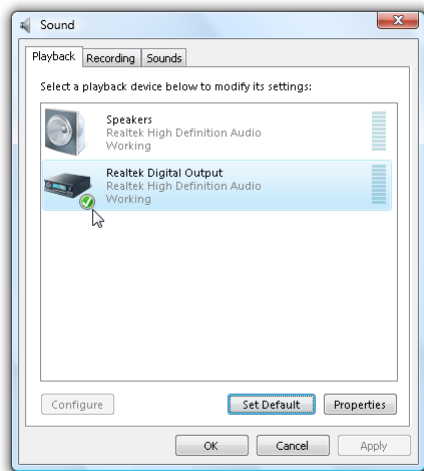 Sound
Playback Recording Sounds
Select a playback device below to modify its settings:
Speakers
Realtek High Definition Audio
Working
Realtek Digital Output
Realtek High Definition Audio
Working
Configure Set Default Properties
OK Cancel Apply